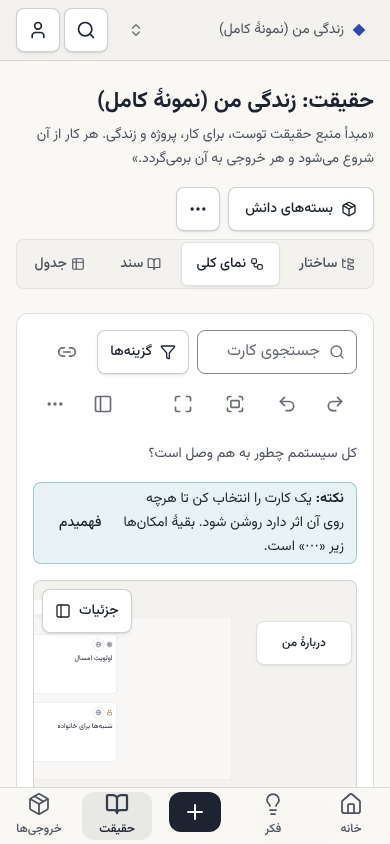 زندگی من (نمونهٔ کامل)
حقیقت: زندگی من (نمونهٔ کامل)
«مبدأ منبع حقیقت توست، برای کار، پروژه و زندگی. هر کار از آن
شروع می‌شود و هر خروجی به آن برمی‌گردد.»
بسته‌های دانش
ساختار
نمای کلی
سند
جدول
جستجوی کارت
گزینه‌ها
کل سیستمم چطور به هم وصل است؟
نکته: یک کارت را انتخاب کن تا هرچه
روی آن اثر دارد روشن شود. بقیهٔ امکان‌ها
زیر «···» است.
فهمیدم
جزئیات
دربارهٔ من
اولویت امسال
شنبه‌ها برای خانواده
خانه
فکر
حقیقت
خروجی‌ها